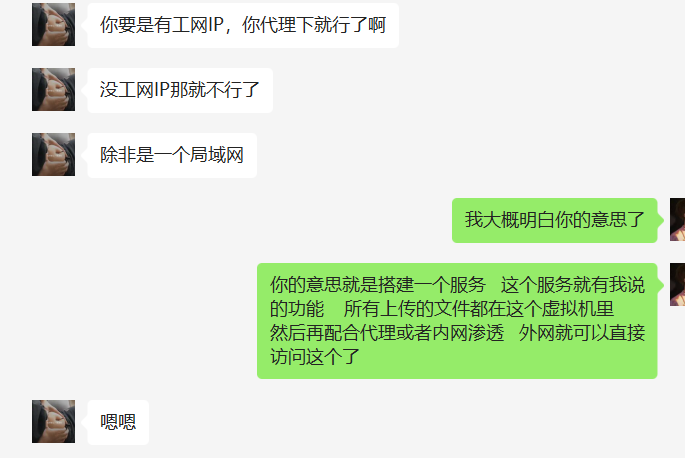 你要是有工网IP，你代理下就行了啊
没工网IP那就不行了
除非是一个局域网
我大概明白你的意思了
你的意思就是搭建一个服务   这个服务就有我说
的功能    所有上传的文件都在这个虚拟机里
然后再配合代理或者内网渗透   外网就可以直接
访问这个了
嗯嗯